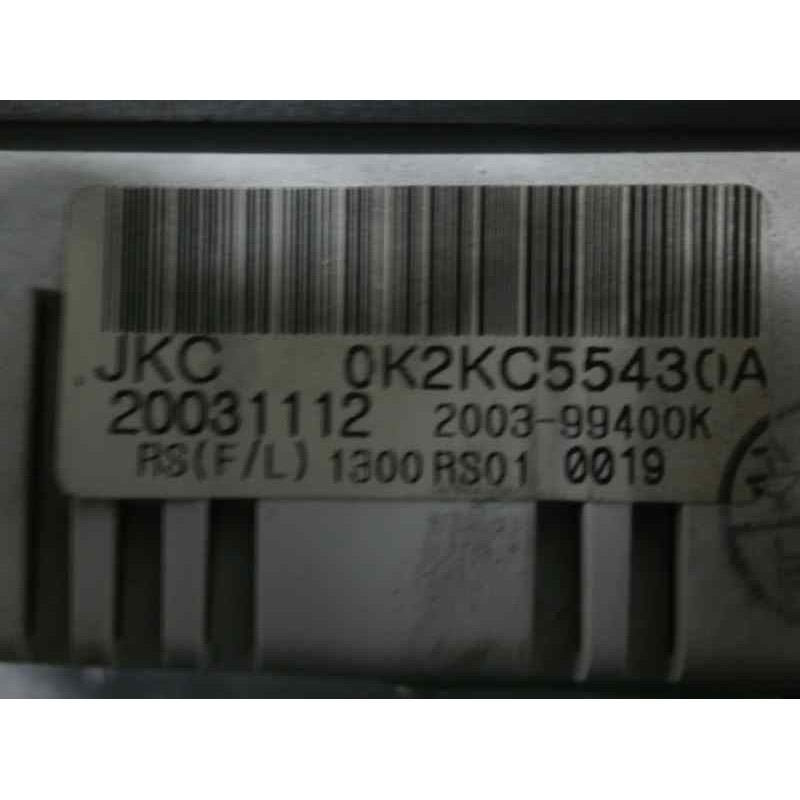 JKC 0K2KC55430A
20031112 2003-99400K
RS(F/L) 1300 RS01 0019